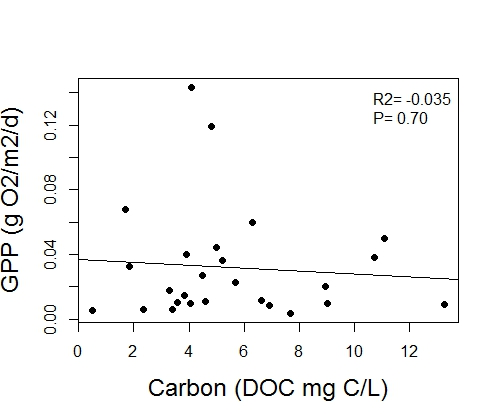 R2= -0.035
P= 0.70
GPP (g O2/m2/d)
0.12
0.08
0.04
0.00
0 2 4 6 8 10 12
Carbon (DOC mg C/L)